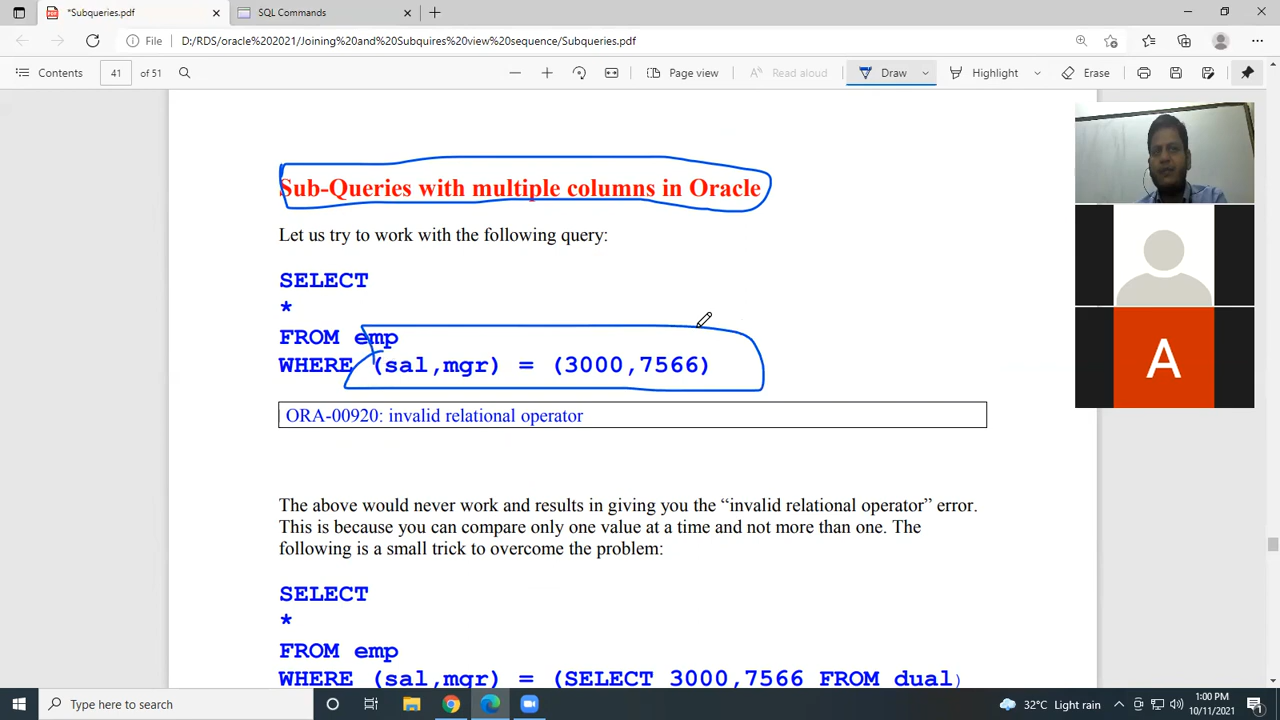 *Subqueries.pdf
SQL Commands
File
D:/RDS/oracle%202021/Joining%20and%20Subquires%20view%20sequence/Subqueries.pdf
Contents
41
of 51
Page view
Read aloud
Draw
Highlight
Erase
Sub-Queries with multiple columns in Oracle
Let us try to work with the following query:
SELECT
*
FROM emp
WHERE (sal,mgr) = (3000,7566)
ORA-00920: invalid relational operator
The above would never work and results in giving you the “invalid relational operator” error.
This is because you can compare only one value at a time and not more than one. The
following is a small trick to overcome the problem:
SELECT
*
FROM emp
WHERE (sal,mgr) = (SELECT 3000,7566 FROM dual)
A
Type here to search
32°C Light rain
1:00 PM
10/11/2021
1